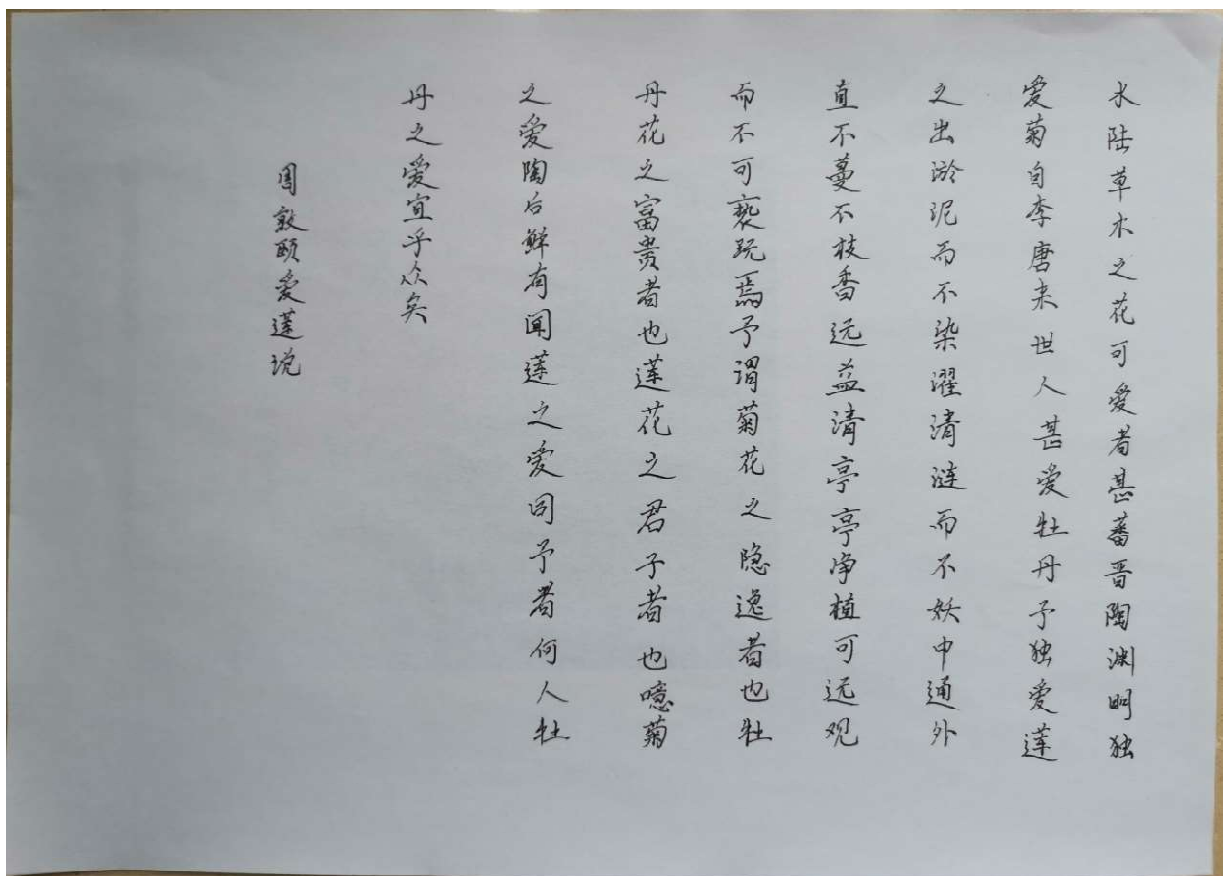 水陆草木之花可爱者甚蕃晋陶渊明独
爱菊自李唐来世人甚爱牡丹予独爱莲
之出淤泥而不染濯清涟而不妖中通外
直不蔓不枝香远益清亭亭净植可远观
而不可亵玩焉予谓菊花之隐逸者也牡
丹花之富贵者也莲花之君子者也噫菊
之爱陶后鲜有闻莲之爱同予者何人牡
丹之爱宜乎众矣
周敦颐爱莲说